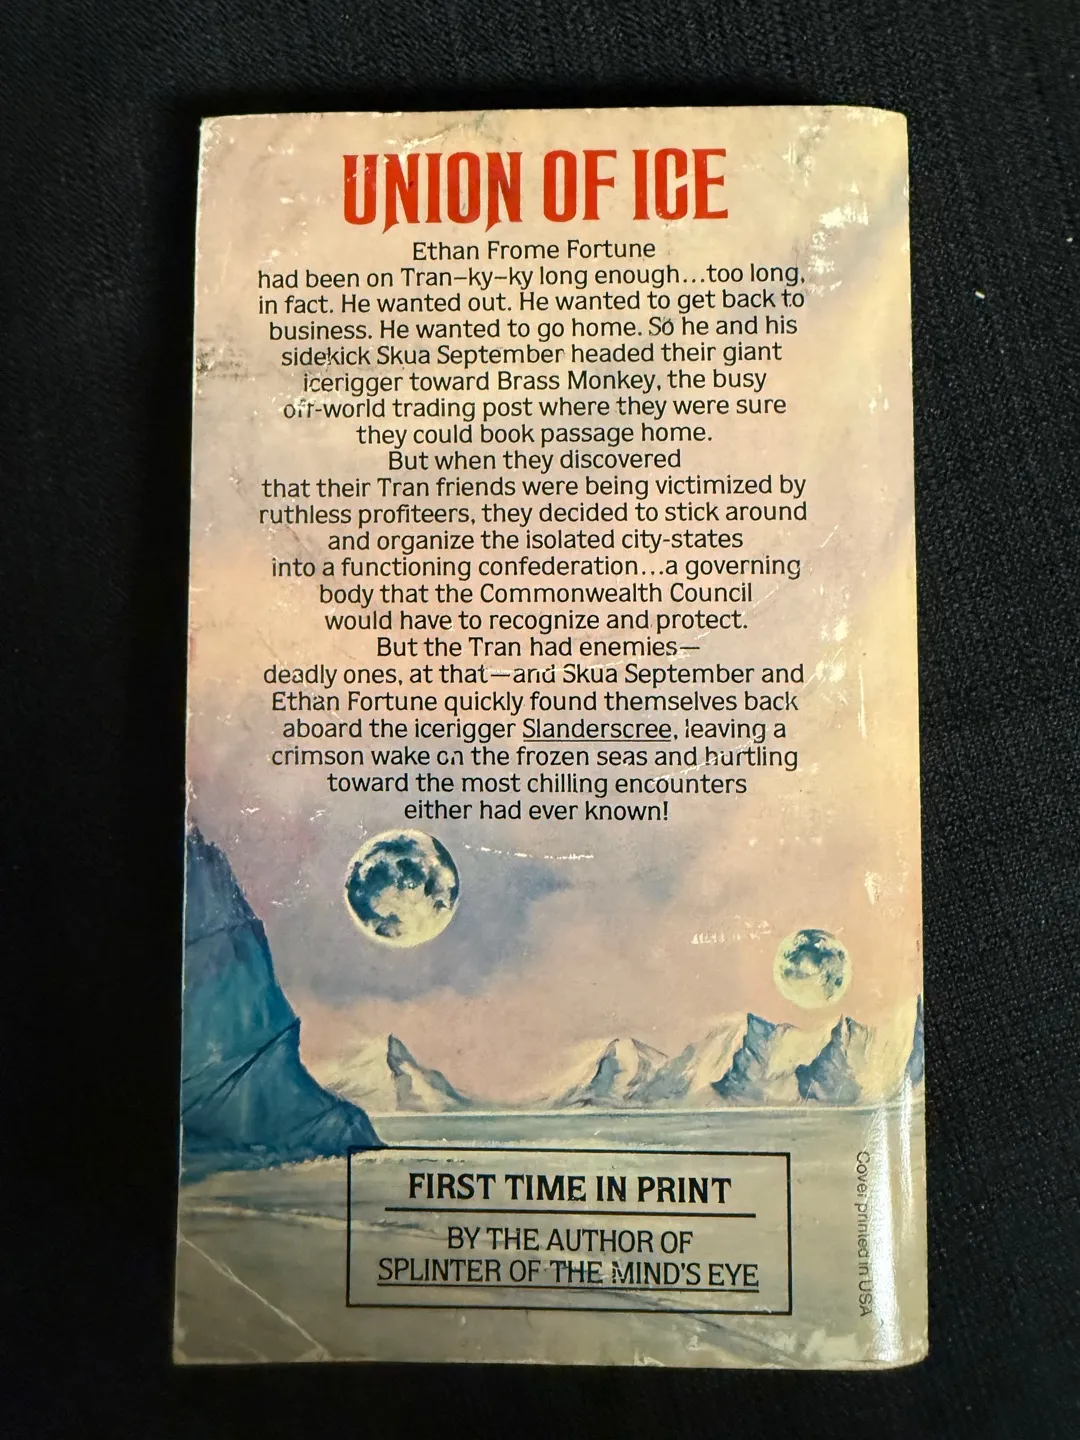 UNION OF ICE
Ethan Frome Fortune
had been on Tran-ky-ky long enough...too long,
in fact. He wanted out. He wanted to get back to
business. He wanted to go home. So he and his
sidekick Skua September headed their giant
icerigger toward Brass Monkey, the busy
off-world trading post where they were sure
they could book passage home.
But when they discovered
that their Tran friends were being victimized by
ruthless profiteers, they decided to stick around
and organize the isolated city-states
into a functioning confederation...a governing
body that the Commonwealth Council
would have to recognize and protect.
But the Tran had enemies—
deadly ones, at that—and Skua September and
Ethan Fortune quickly found themselves back
aboard the icerigger Slanderscree, leaving a
crimson wake on the frozen seas and hurtling
toward the most chilling encounters
either had ever known!
FIRST TIME IN PRINT
BY THE AUTHOR OF
SPLINTER OF THE MIND'S EYE
Cover printed in USA